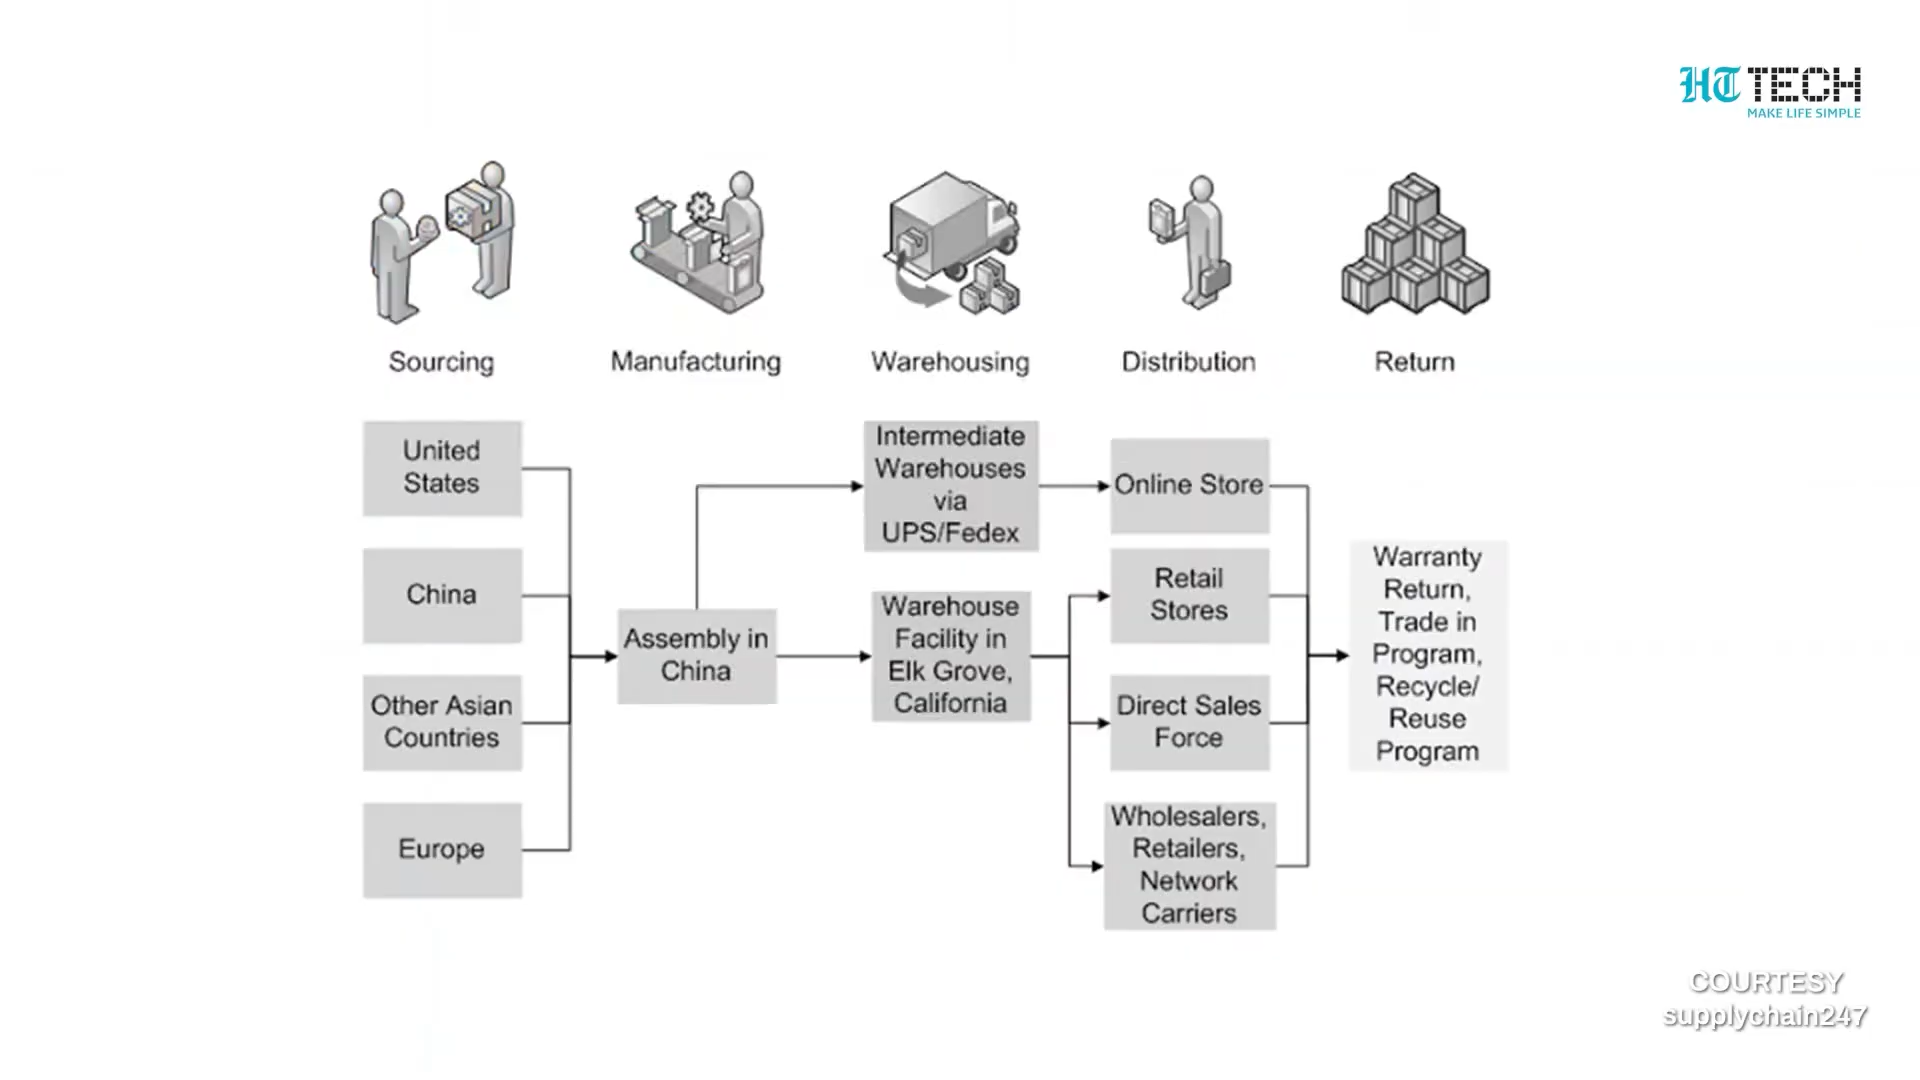 HT TECH
MAKE LIFE SIMPLE
Sourcing
Manufacturing
Warehousing
Distribution
Return
United
States
China
Other Asian
Countries
Europe
Assembly in
China
Intermediate
Warehouses
via
UPS/Fedex
Warehouse
Facility in
Elk Grove,
California
Online Store
Retail
Stores
Direct Sales
Force
Wholesalers,
Retailers,
Network
Carriers
Warranty
Return,
Trade in
Program,
Recycle/
Reuse
Program
COURTESY
supplychain247